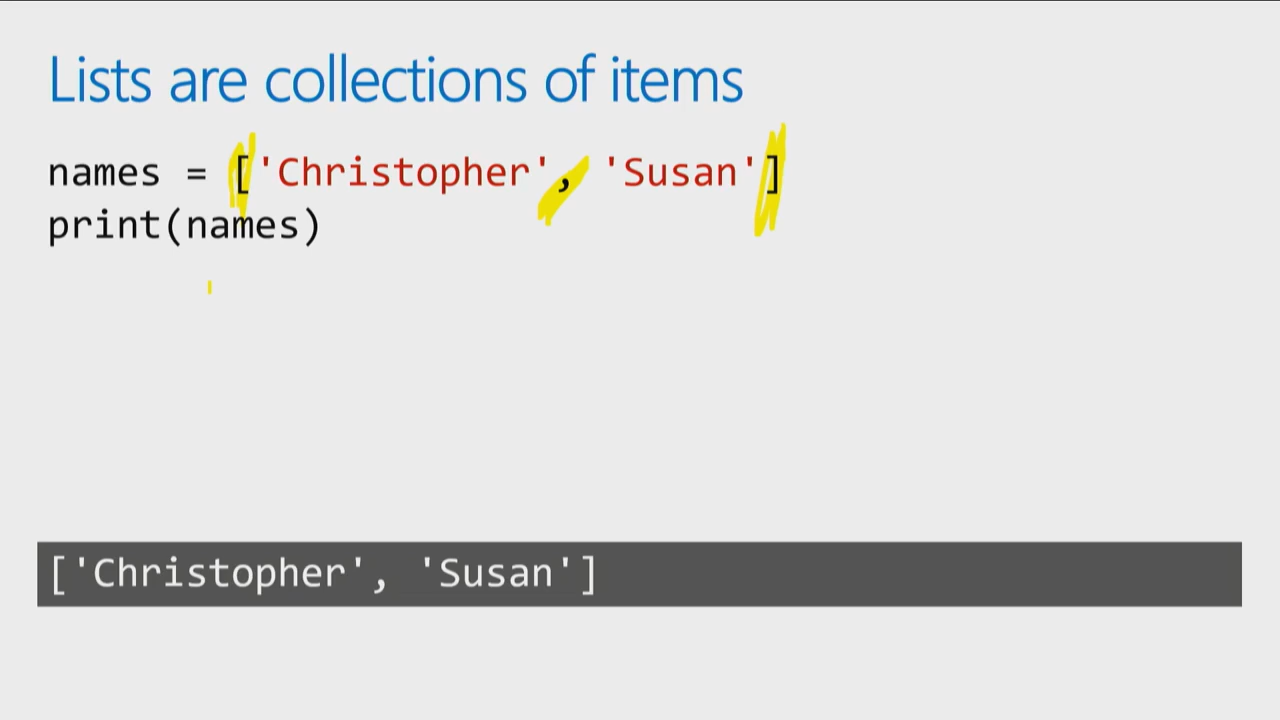 Lists are collections of items
names = ['Christopher', 'Susan']
print(names)
['Christopher', 'Susan']